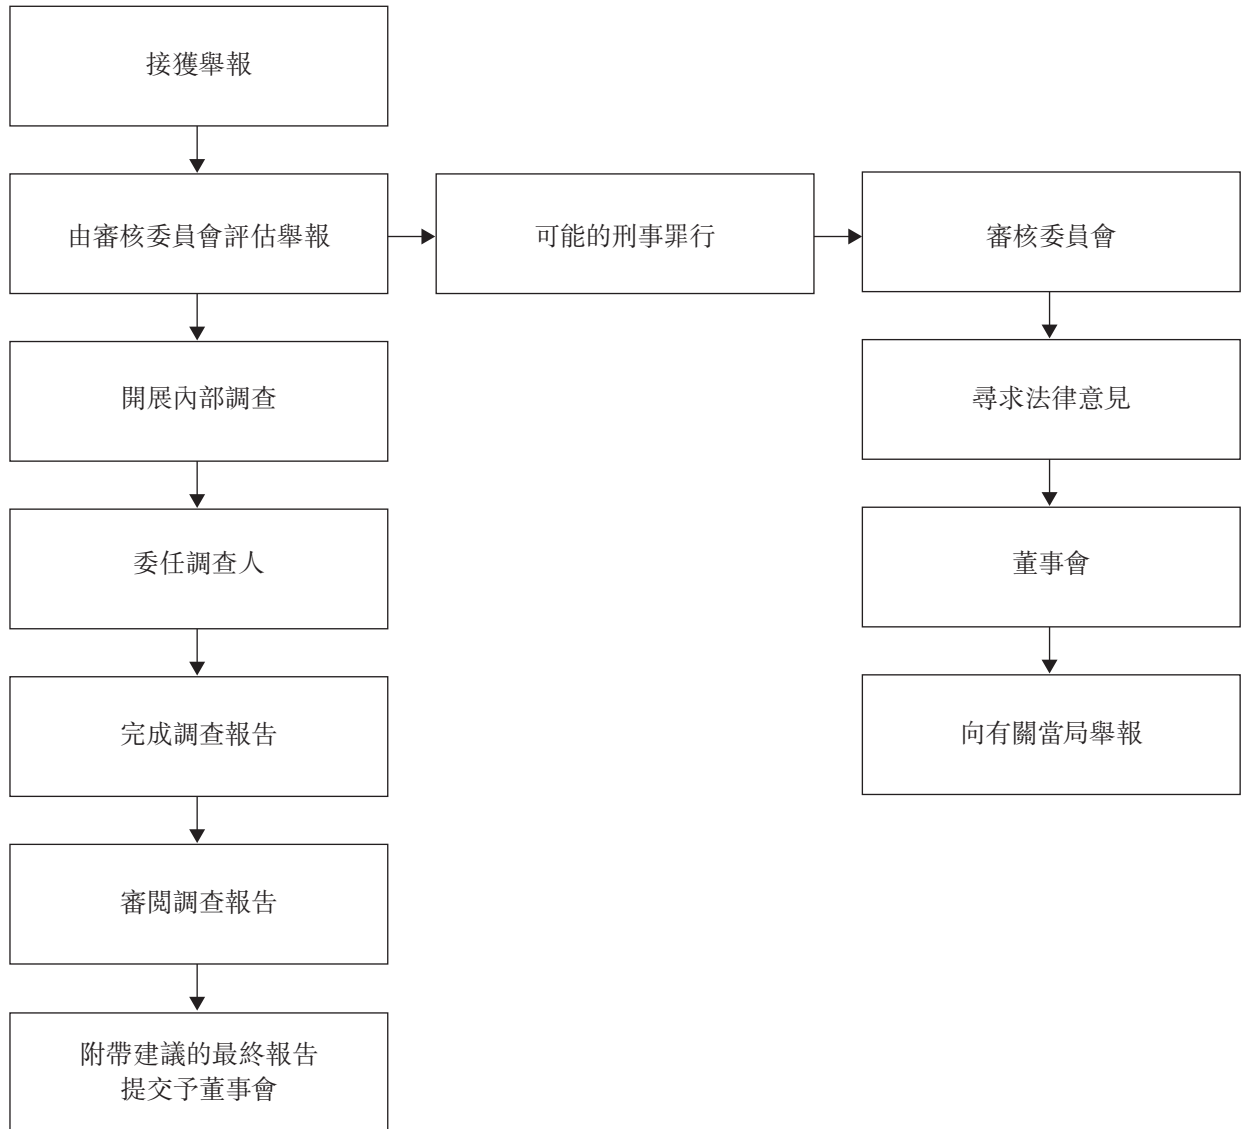 接獲舉報
由審核委員會評估舉報
可能的刑事罪行
審核委員會
開展內部調查
尋求法律意見
委任調查人
董事會
完成調查報告
向有關當局舉報
審閱調查報告
附帶建議的最終報告
提交予董事會